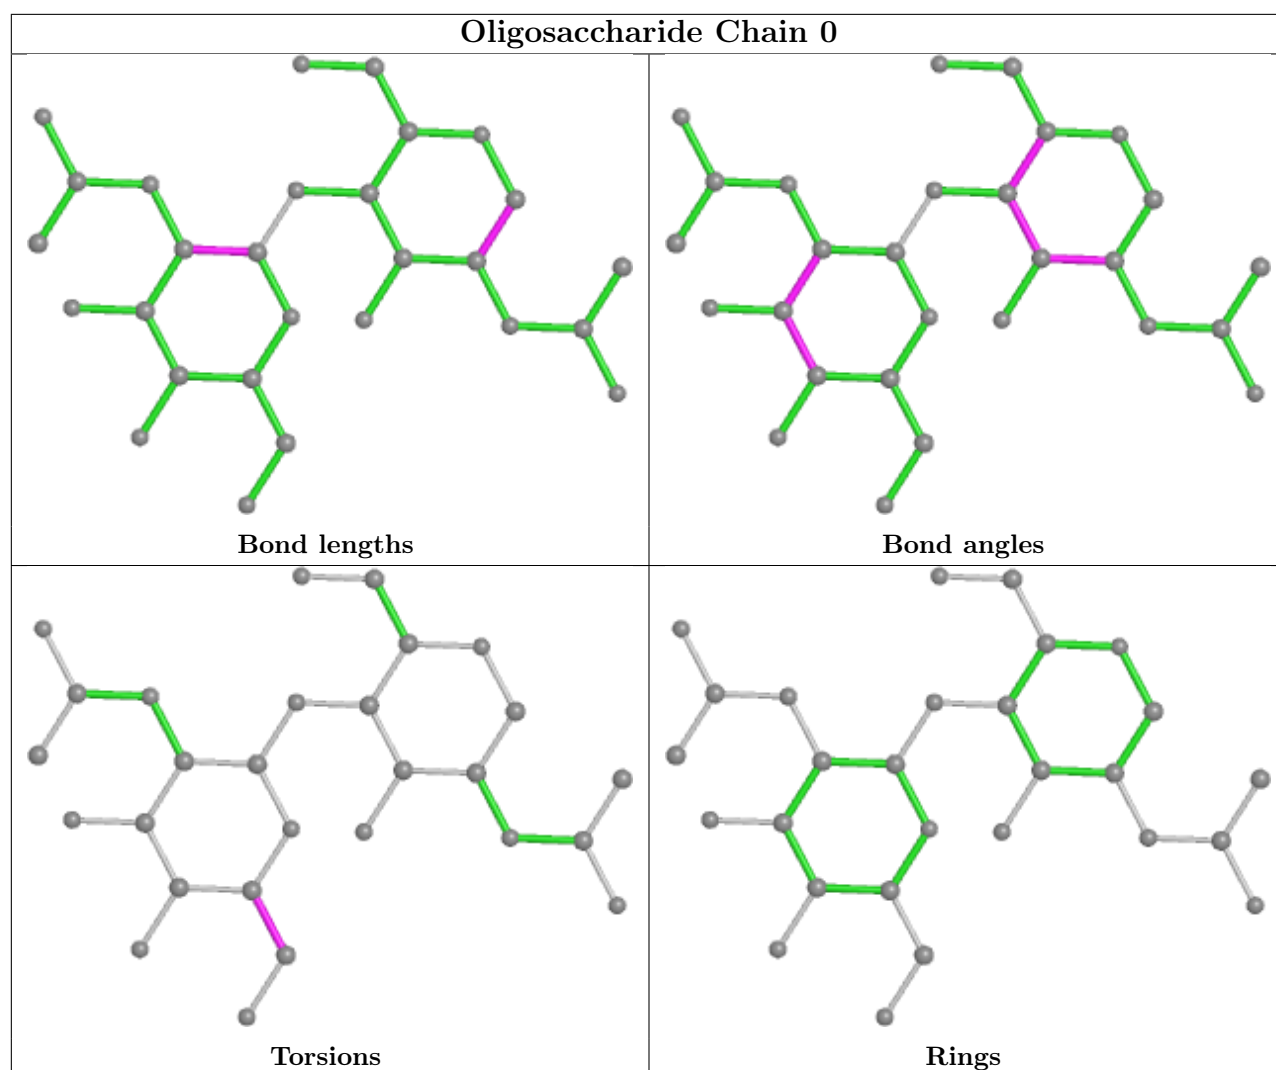 Oligosaccharide Chain 0
Bond lengths
Bond angles
Torsions
Rings